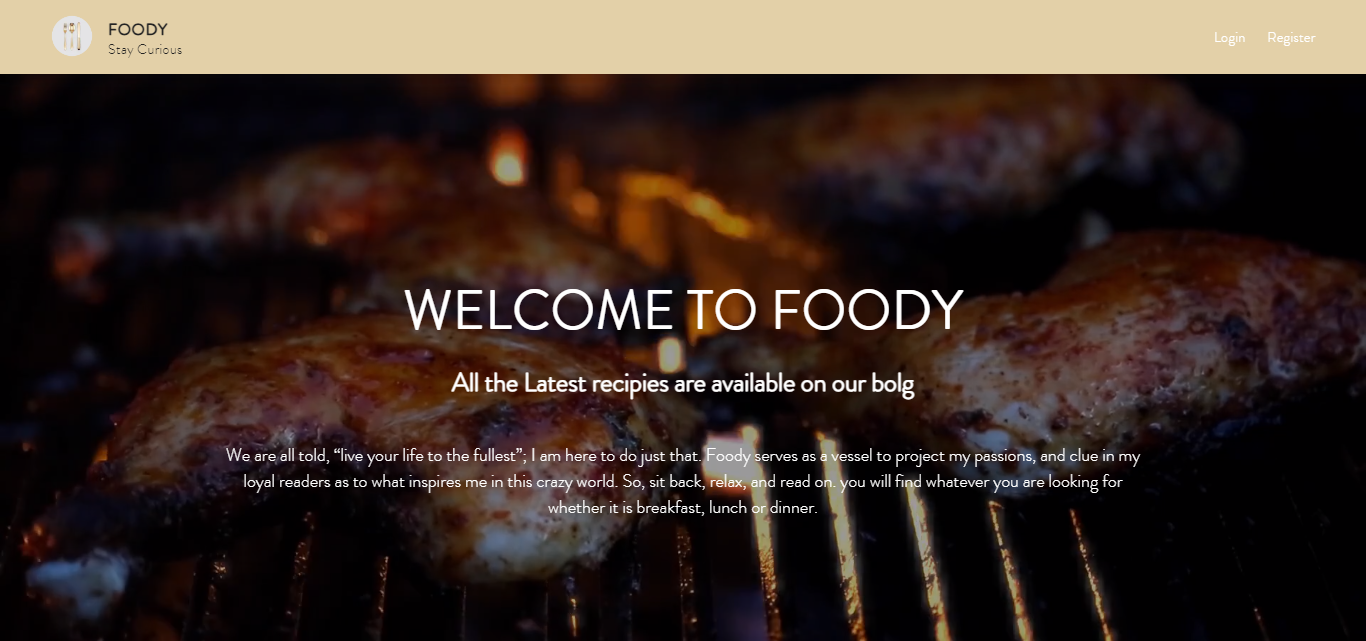 FOODY
Stay Curious
Login Register
WELCOME TO FOODY
All the Latest recipies are available on our bolg
We are all told, “live your life to the fullest”; I am here to do just that. Foody serves as a vessel to project my passions, and clue in my
loyal readers as to what inspires me in this crazy world. So, sit back, relax, and read on. you will find whatever you are looking for
whether it is breakfast, lunch or dinner.